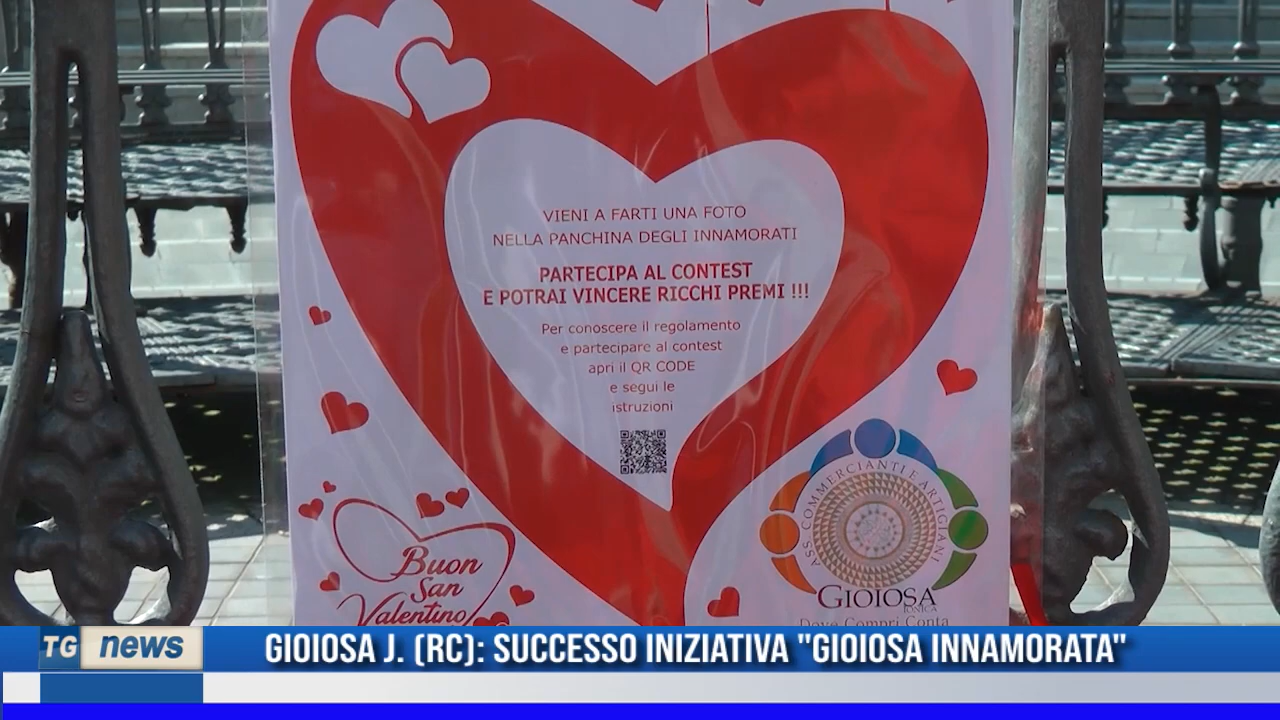 VIENI A FARTI UNA FOTO
NELLA PANCHINA DEGLI INNAMORATI
PARTECIPA AL CONTEST
E POTRAI VINCERE RICCHI PREMI !!!
Per conoscere il regolamento
e partecipare al contest
apri il QR CODE
e segui le
istruzioni
Buon
San
Valentino
ASS. COMMERCIANTI E ARTIGIANI
GIOIOSA
IONICA
Dove Compri Conta
TG news
GIOIOSA J. (RC): SUCCESSO INIZIATIVA "GIOIOSA INNAMORATA"